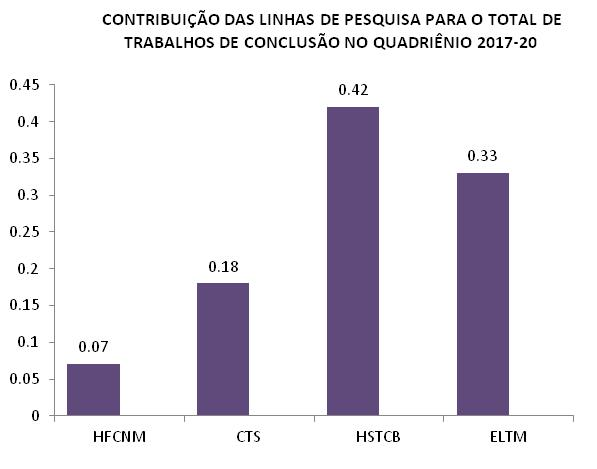 CONTRIBUIÇÃO DAS LINHAS DE PESQUISA PARA O TOTAL DE
TRABALHOS DE CONCLUSÃO NO QUADRIÊNIO 2017-20
0.45
0.4
0.35
0.3
0.25
0.2
0.15
0.1
0.05
0
0.07
0.18
0.42
0.33
HFCNM
CTS
HSTCB
ELTM